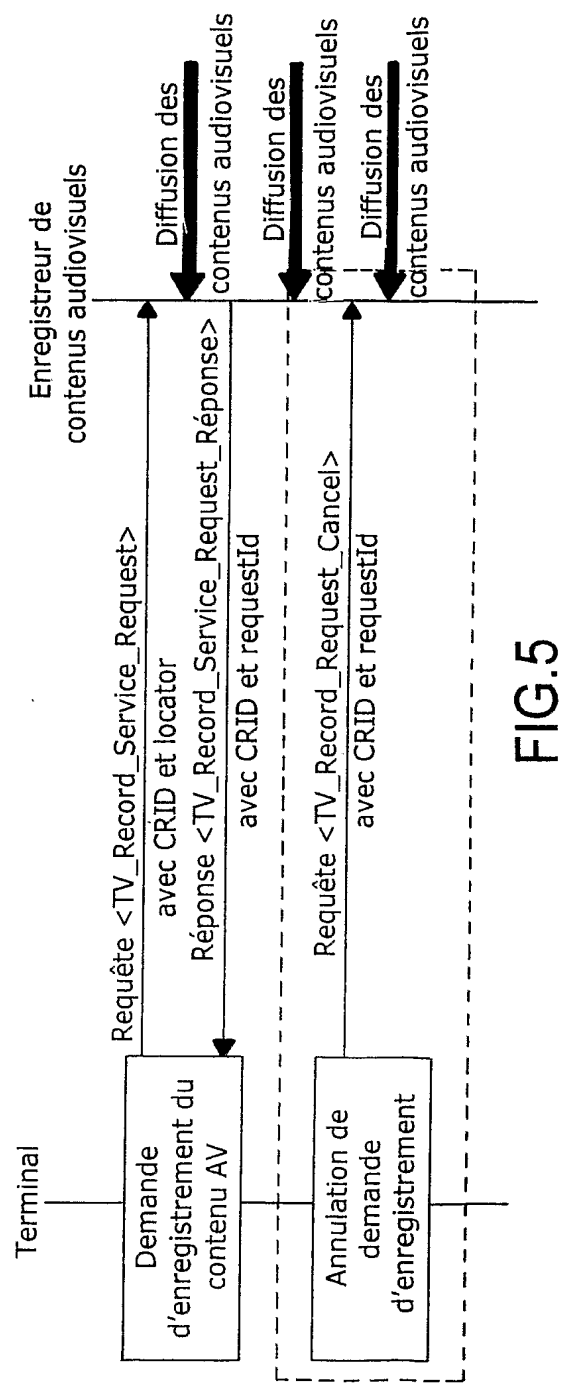 Terminal
Enregistreur de
contenus audiovisuels
Demande
d'enregistrement du
contenu AV
Requête <TV_Record_Service_Request>
avec CRID et locator
Réponse <TV_Record_Service_Request_Réponse>
avec CRID et requestId
Diffusion des
contenus audiovisuels
Diffusion des
contenus audiovisuels
Annulation de
demande
d'enregistrement
Requête <TV_Record_Request_Cancel>
avec CRID et requestId
Diffusion des
contenus audiovisuels
FIG.5